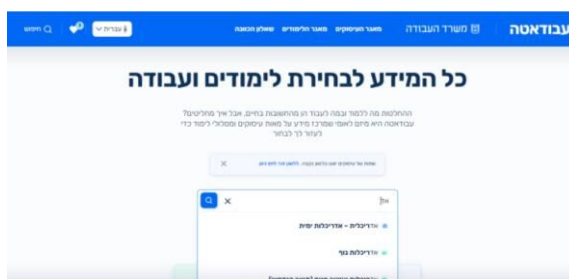 עבודאטה
משרד העבודה
מאגר העיסוקים מאגר הלימודים שאלון הכוונה
עברית
חיפוש
כל המידע לבחירת לימודים ועבודה
ההחלטות מה ללמוד ובמה לעבוד הן מהחשובות בחיים, אבל איך מחליטים?
עבודאטה היא מיזם לאומי שמרכז מידע על מאות עיסוקים ומסלולי לימוד כדי
לעזור לך לבחור
אד
אדריכלית - אדריכלות ימית
אדריכלות נוף